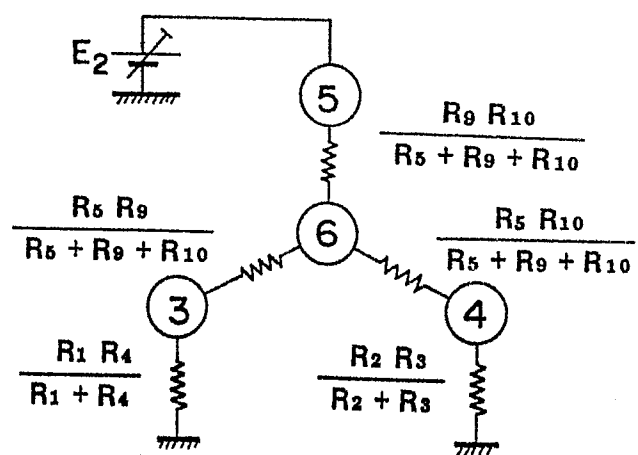 E2
5
R9 R10
R5 + R9 + R10
R5 R9
R5 + R9 + R10
6
R5 R10
R5 + R9 + R10
3
4
R1 R4
R1 + R4
R2 R3
R2 + R3